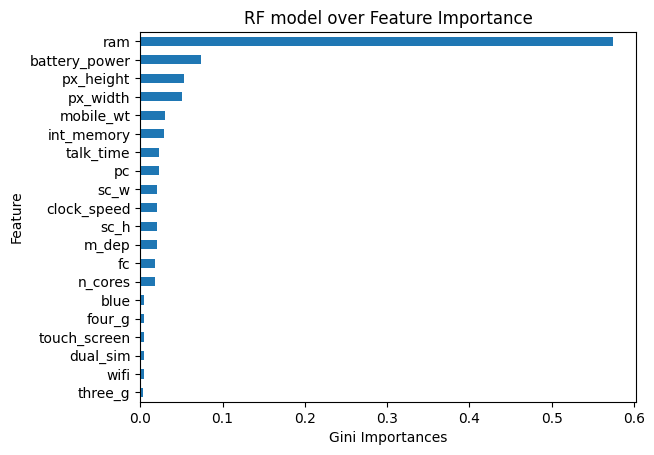 RF model over Feature Importance
Feature
ram
battery_power
px_height
px_width
mobile_wt
int_memory
talk_time
pc
sc_w
clock_speed
sc_h
m_dep
fc
n_cores
blue
four_g
touch_screen
dual_sim
wifi
three_g
0.0 0.1 0.2 0.3 0.4 0.5 0.6
Gini Importances